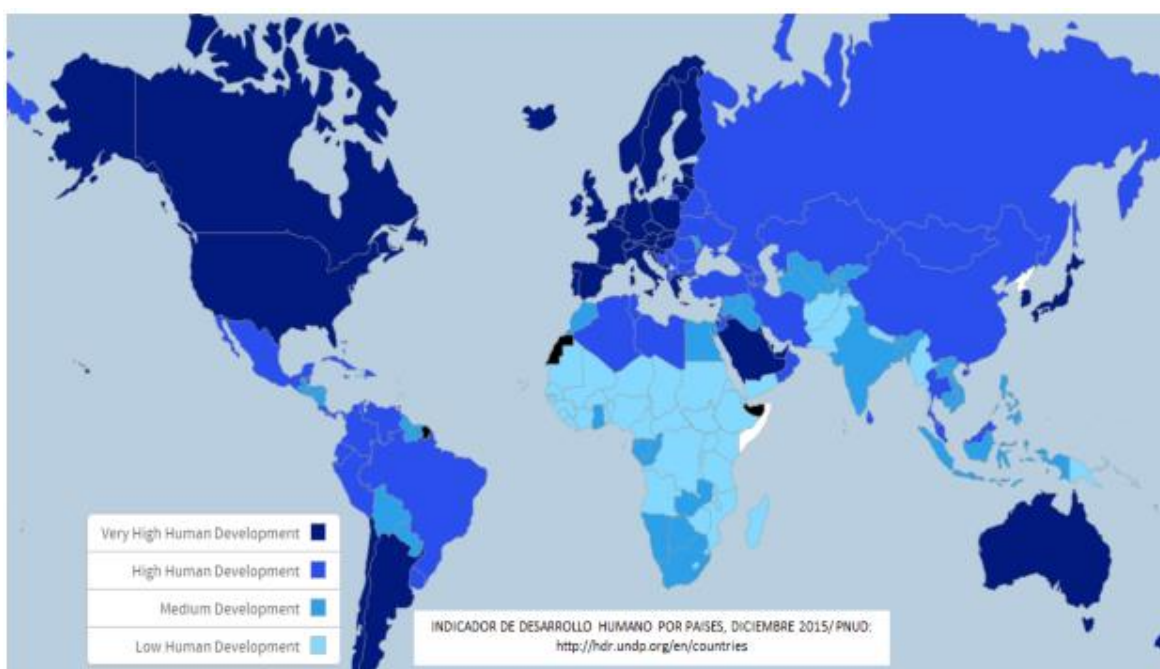 Very High Human Development
High Human Development
Medium Development
Low Human Development
INDICADOR DE DESARROLLO HUMANO POR PAISES, DICIEMBRE 2015/ PNUD:
http://hdr.undp.org/en/countries